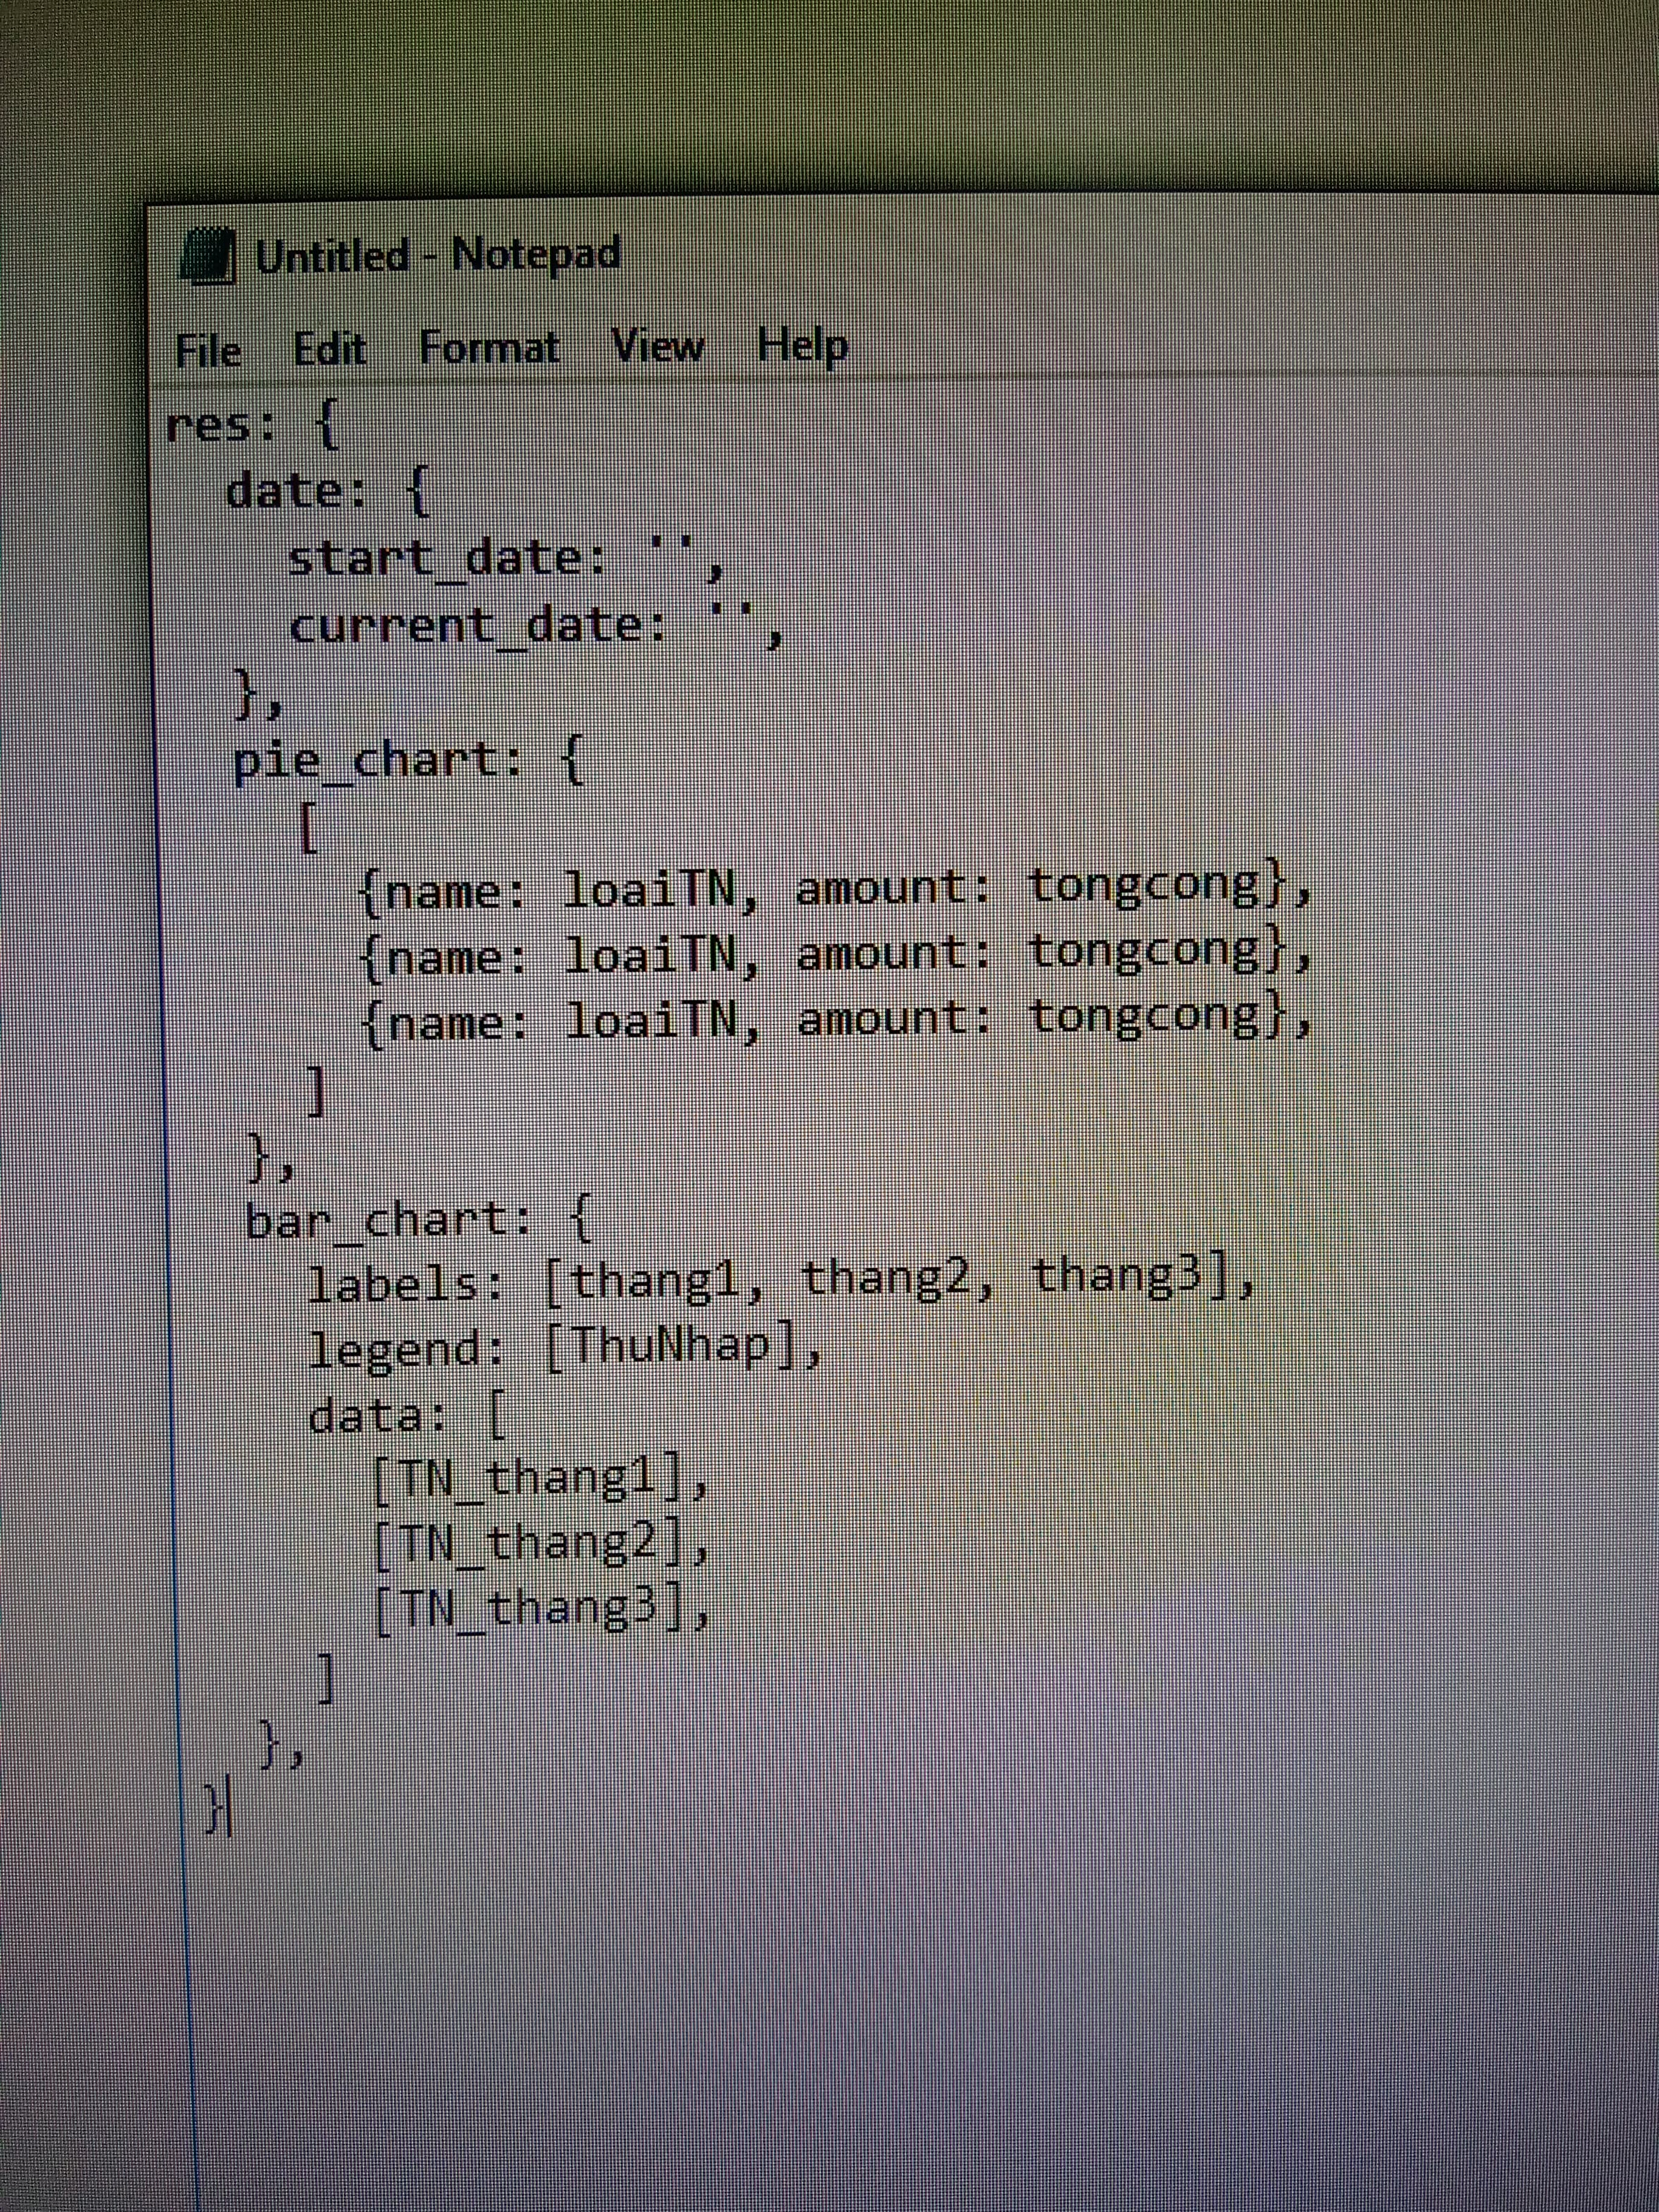 Untitled - Notepad
File Edit Format View Help
res: {
  date: {
    start_date: '',
    current_date: '',
  },
  pie_chart: {
    [
      {name: loaiTN, amount: tongcong},
      {name: loaiTN, amount: tongcong},
      {name: loaiTN, amount: tongcong},
    ]
  },
  bar_chart: {
    labels: [thang1, thang2, thang3],
    legend: [ThuNhap],
    data: [
      [TN_thang1],
      [TN_thang2],
      [TN_thang3],
    ]
  },
}